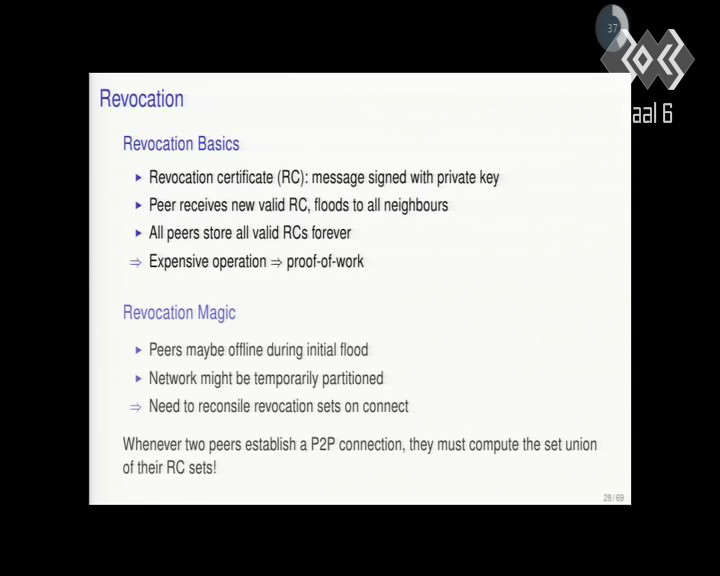 37
aal 6
Revocation
Revocation Basics
▸ Revocation certificate (RC): message signed with private key
▸ Peer receives new valid RC, floods to all neighbours
▸ All peers store all valid RCs forever
⇒ Expensive operation ⇒ proof-of-work
Revocation Magic
▸ Peers maybe offline during initial flood
▸ Network might be temporarily partitioned
⇒ Need to reconsile revocation sets on connect
Whenever two peers establish a P2P connection, they must compute the set union
of their RC sets!
28/69